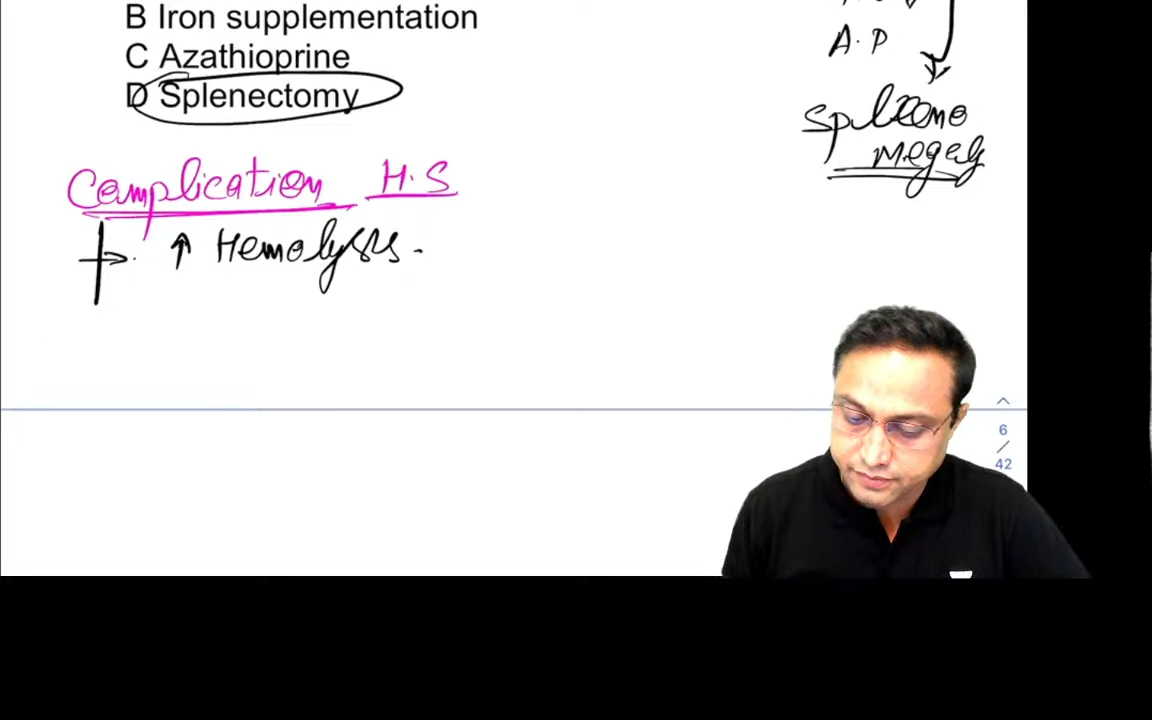 B Iron supplementation
C Azathioprine
D Splenectomy
A.P
Spleeno
Megaly
Complication H.S
↑ Hemolysis.
6
/
42